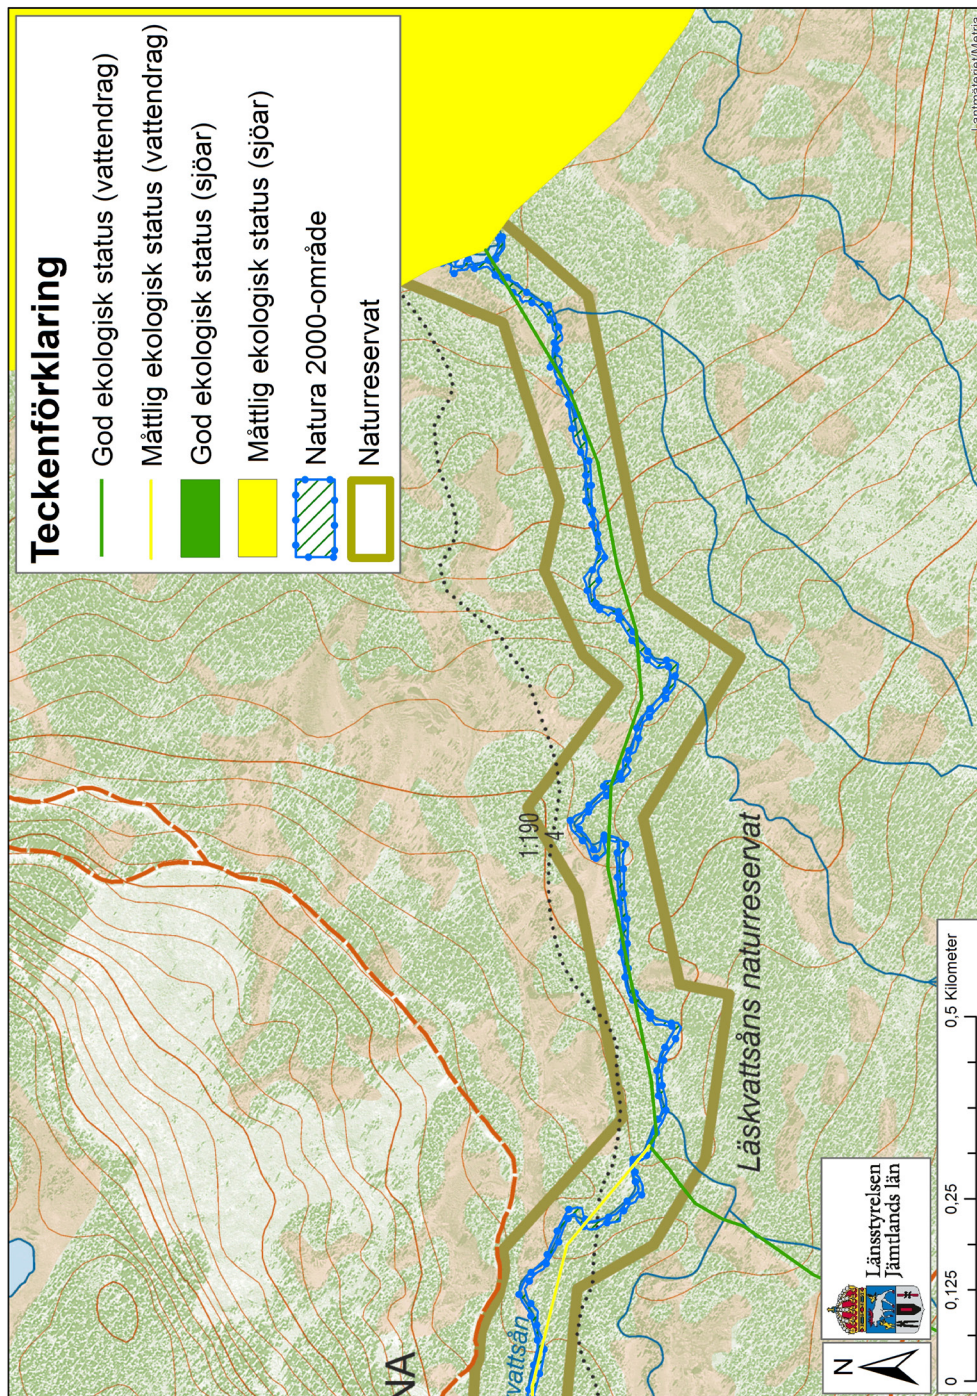 Teckenförklaring
God ekologisk status (vattendrag)
Måttlig ekologisk status (vattendrag)
God ekologisk status (sjöar)
Måttlig ekologisk status (sjöar)
Natura 2000-område
Naturreservat
1:190
4
Läskvattsåns naturreservat
vattsån
NA
N
Länsstyrelsen
Jämtlands län
0 0,125 0,25 0,5 Kilometer
antmäteriet/Metria